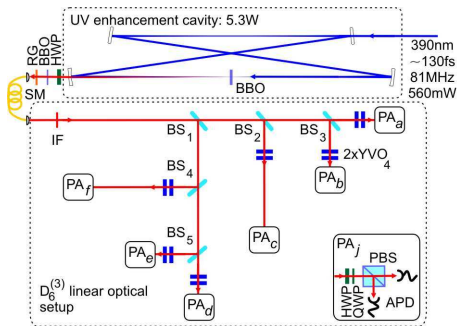 UV enhancement cavity: 5.3W
RG
BBO
HWP
390nm
~130fs
81MHz
560mW
BBO
SM
IF
BS1
BS2
BS3
PAa
2xYVO4
PAb
BS4
PAf
PAc
BS5
PAe
PAd
D6(3) linear optical
setup
PAj
PBS
HWP
QWP
APD